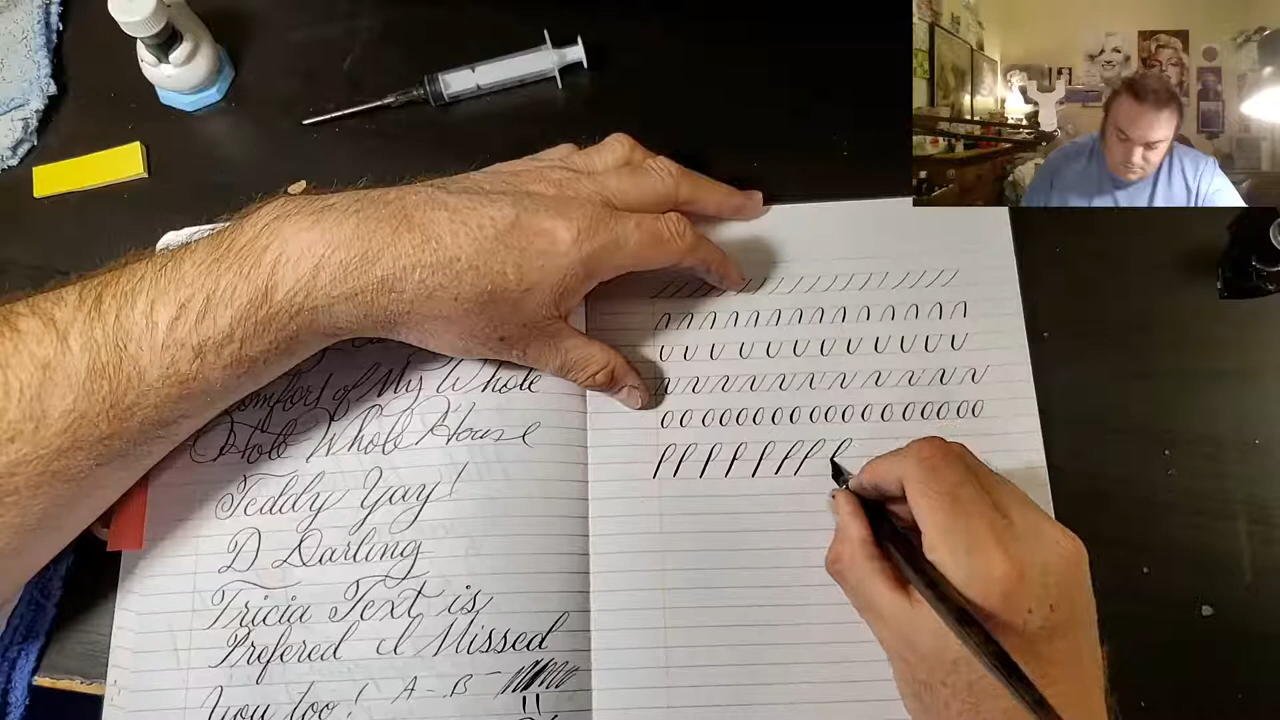 Comfort of My Whole
Hole Whole House
Teddy Yay!
D Darling
Tricia Text is
Prefered I Missed
You too! A - B -